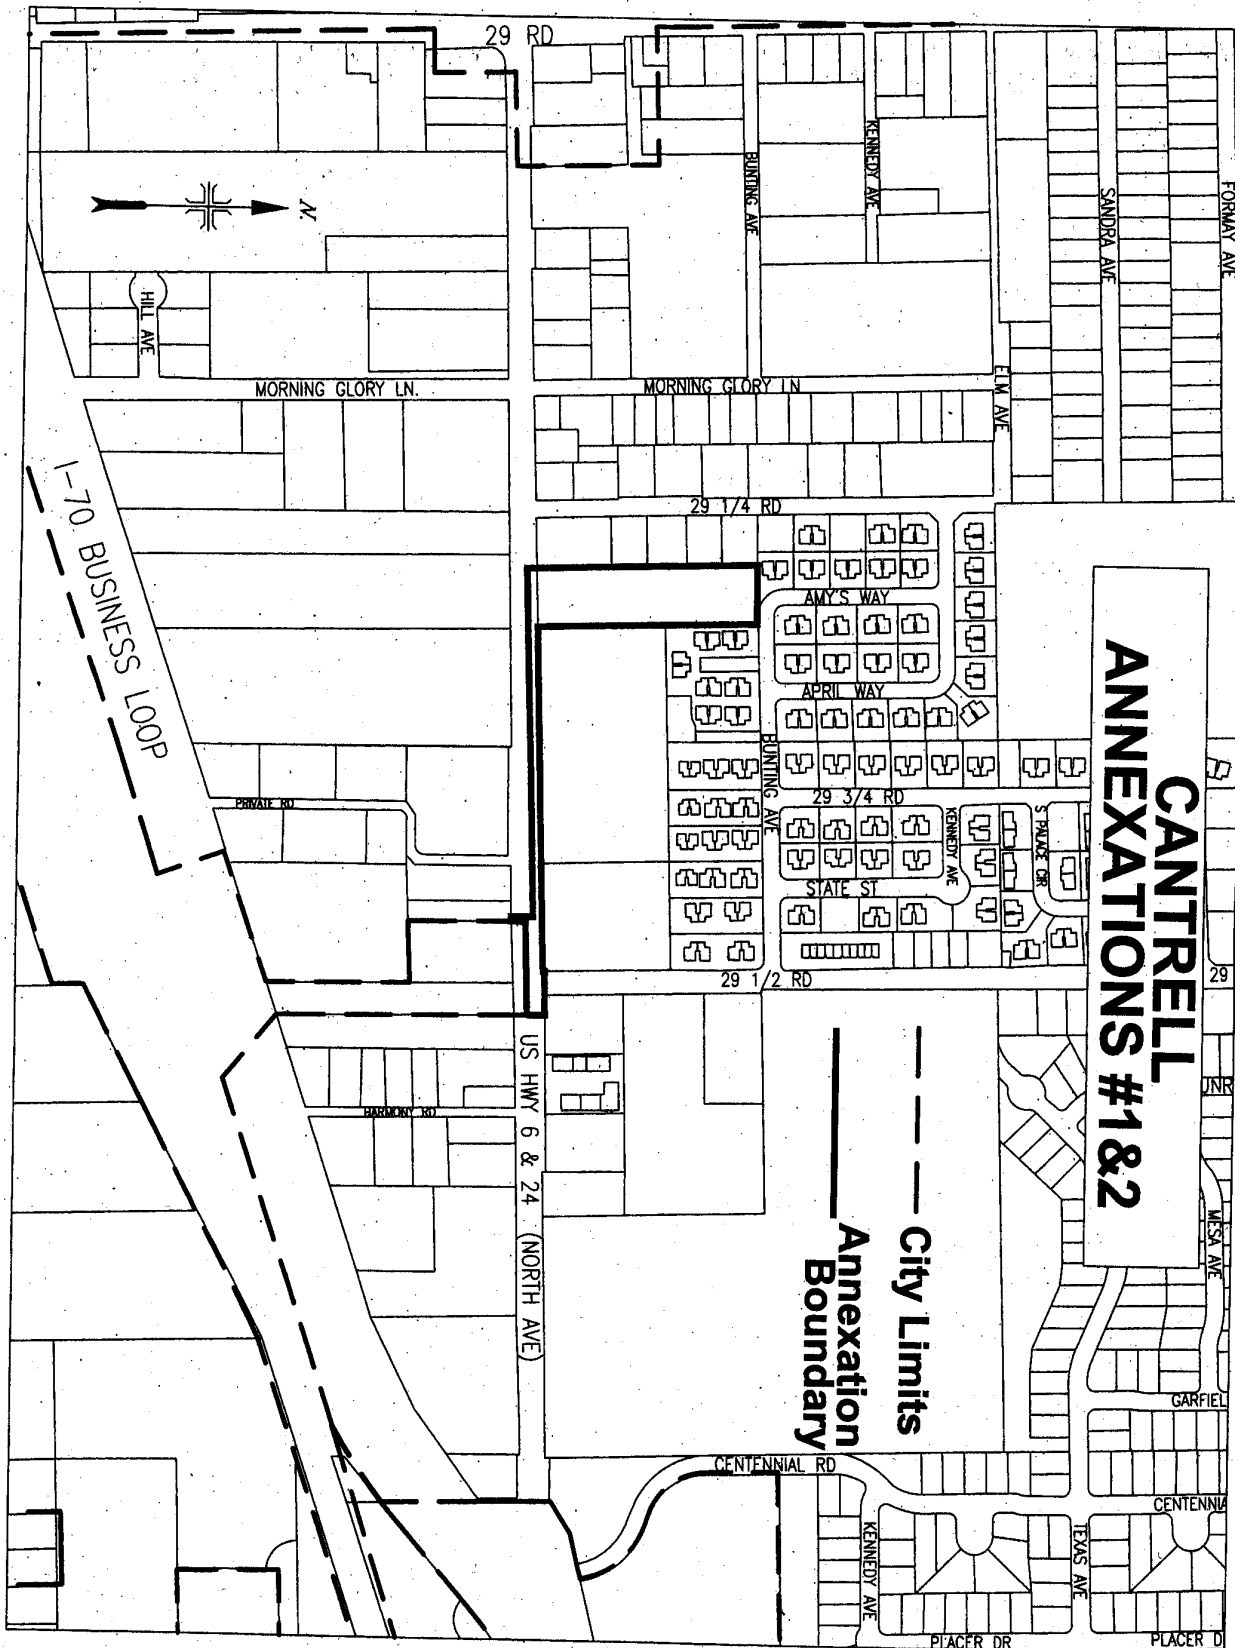 CANTRELL
ANNEXATIONS #1&2
City Limits
Annexation
Boundary
N.
29 RD
FORMAY AVE
SANDRA AVE
KENNEDY AVE
BUNTING AVE
HILL AVE
MORNING GLORY LN.
MORNING GLORY LN
ELM AVE
29 1/4 RD
I-70 BUSINESS LOOP
AMY'S WAY
APRIL WAY
BUNTING AVE
29 3/4 RD
KENNEDY AVE
S PALACE CIR
STATE ST
PRIVATE RD
29 1/2 RD
29
US HWY 6 & 24 (NORTH AVE)
HARMONY RD
UNR
MESA AVE
GARFIEL
CENTENNIAL RD
CENTENNIA
KENNEDY AVE
TEXAS AVE
PLACER DR
PLACER D